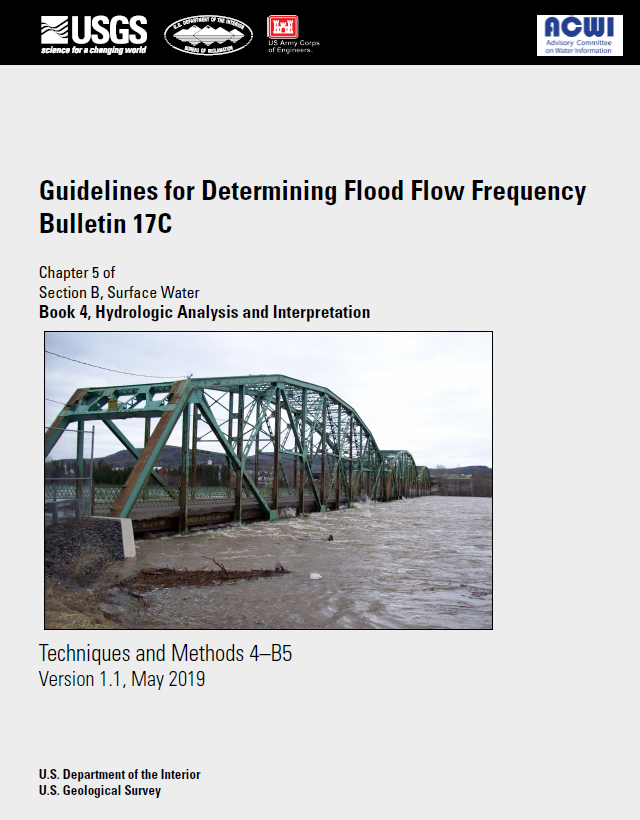 USGS
science for a changing world
U.S. DEPARTMENT OF THE INTERIOR
BUREAU OF RECLAMATION
US Army Corps
of Engineers.
ACWI
Advisory Committee
on Water Information
Guidelines for Determining Flood Flow Frequency
Bulletin 17C
Chapter 5 of
Section B, Surface Water
Book 4, Hydrologic Analysis and Interpretation
Techniques and Methods 4–B5
Version 1.1, May 2019
U.S. Department of the Interior
U.S. Geological Survey